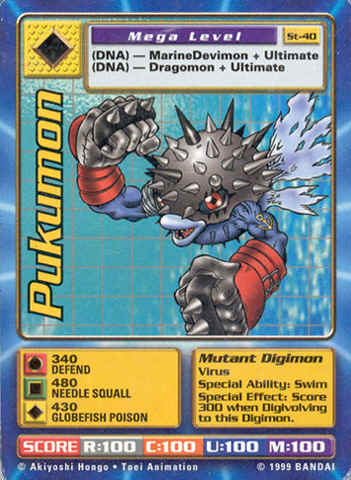 Mega Level
St-40
(DNA) — MarineDevimon + Ultimate
(DNA) — Dragomon + Ultimate
Pukumon
340
DEFEND
480
NEEDLE SQUALL
430
GLOBEFISH POISON
Mutant Digimon
Virus
Special Ability: Swim
Special Effect: Score
300 when Digivolving
to this Digimon.
SCORE R:100 C:100 U:100 M:100
© Akiyoshi Hongo • Toei Animation © 1999 BANDAI